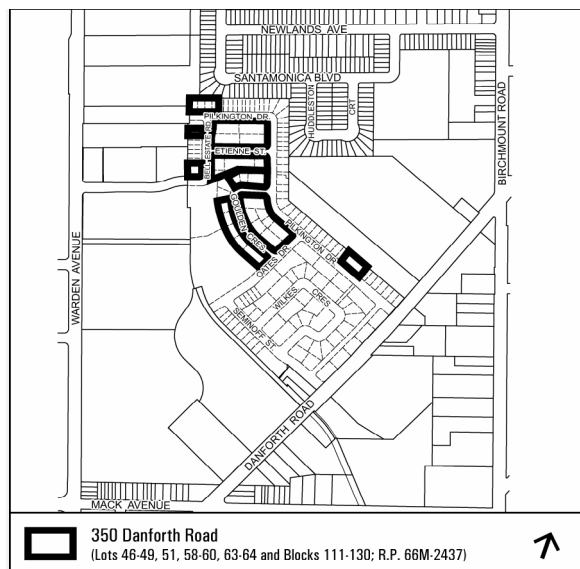 NEWLANDS AVE
SANTAMONICA BLVD
HUDDLESTON
CRT
BIRCHMOUNT ROAD
PILKINGTON DR.
BELL ESTATE RD.
ETIENNE ST.
GOULDEN CRES.
PILKINGTON DR.
OATES DR.
WARDEN AVENUE
WILKES
CRES
SEMINOFF ST.
DANFORTH ROAD
MACK AVENUE
350 Danforth Road
(Lots 46-49, 51, 58-60, 63-64 and Blocks 111-130; R.P. 66M-2437)